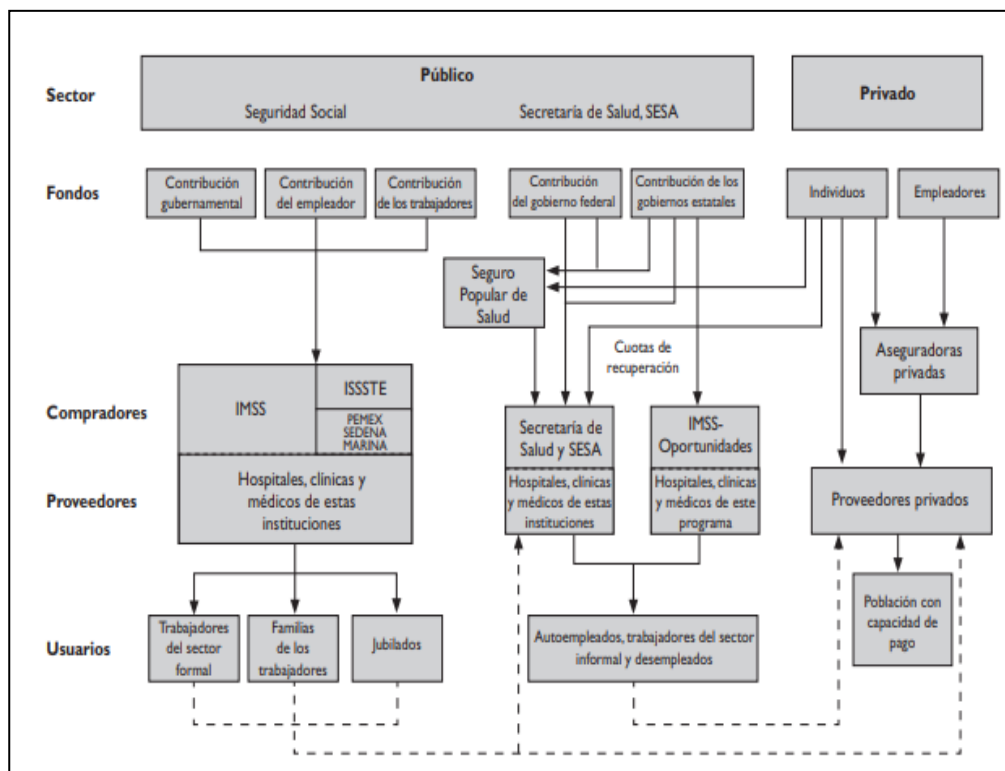 Sector
Público
Seguridad Social
Secretaría de Salud, SESA
Privado
Fondos
Contribución
gubernamental
Contribución
del empleador
Contribución
de los trabajadores
Contribución
del gobierno federal
Contribución de los
gobiernos estatales
Individuos
Empleadores
Seguro
Popular de
Salud
Cuotas de
recuperación
Aseguradoras
privadas
Compradores
IMSS
ISSSTE
PEMEX
SEDENA
MARINA
Secretaría de
Salud y SESA
IMSS-
Oportunidades
Proveedores
Hospitales, clínicas y
médicos de estas
instituciones
Hospitales, clínicas
y médicos de estas
instituciones
Hospitales, clínicas
y médicos de este
programa
Proveedores privados
Usuarios
Trabajadores
del sector
formal
Familias
de los
trabajadores
Jubilados
Autoempleados, trabajadores del sector
informal y desempleados
Población con
capacidad de
pago